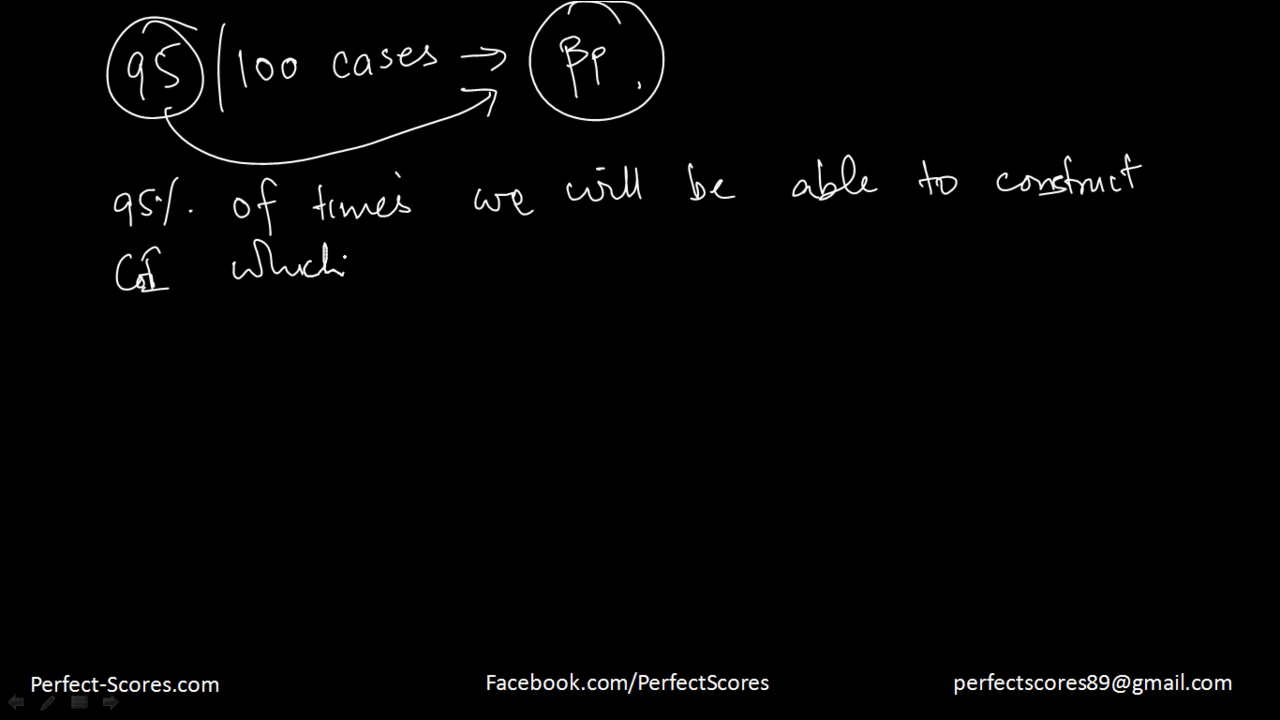 95 | 100 cases → βp.
95% of times we will be able to construct
CI which
Perfect-Scores.com
Facebook.com/PerfectScores
perfectscores89@gmail.com